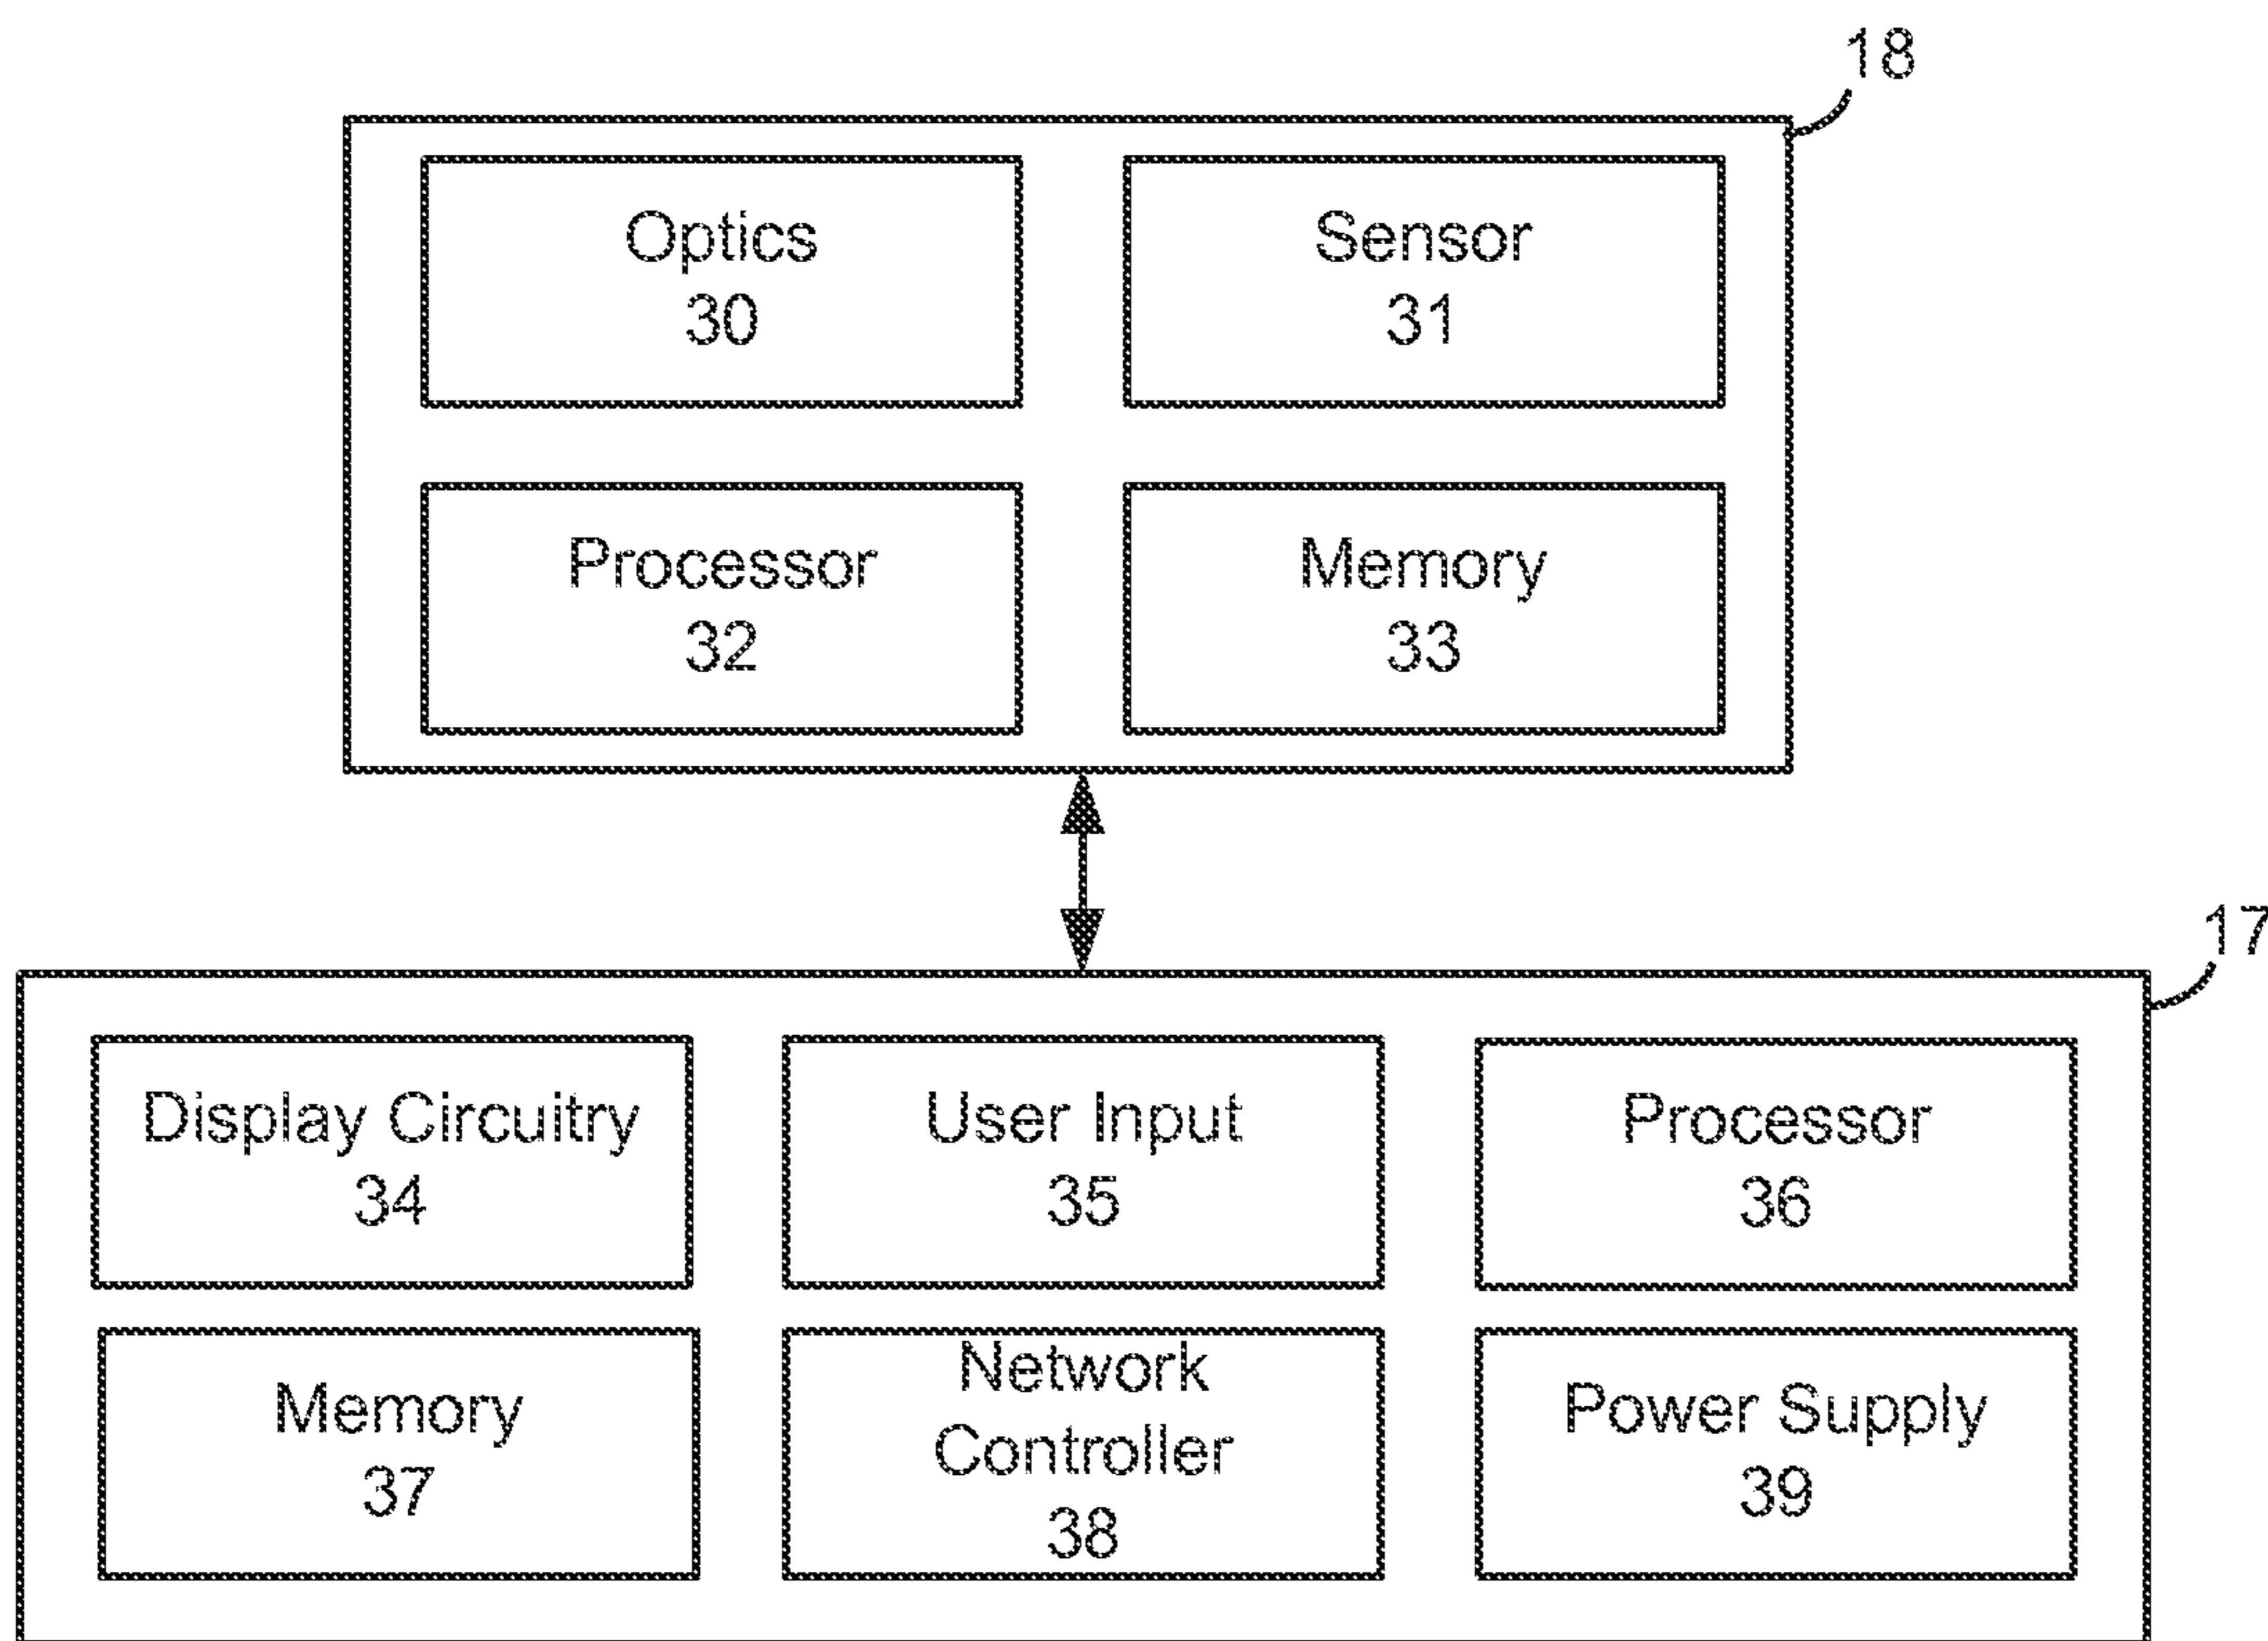 18
Optics
30
Sensor
31
Processor
32
Memory
33
17
Display Circuitry
34
User Input
35
Processor
36
Memory
37
Network
Controller
38
Power Supply
39